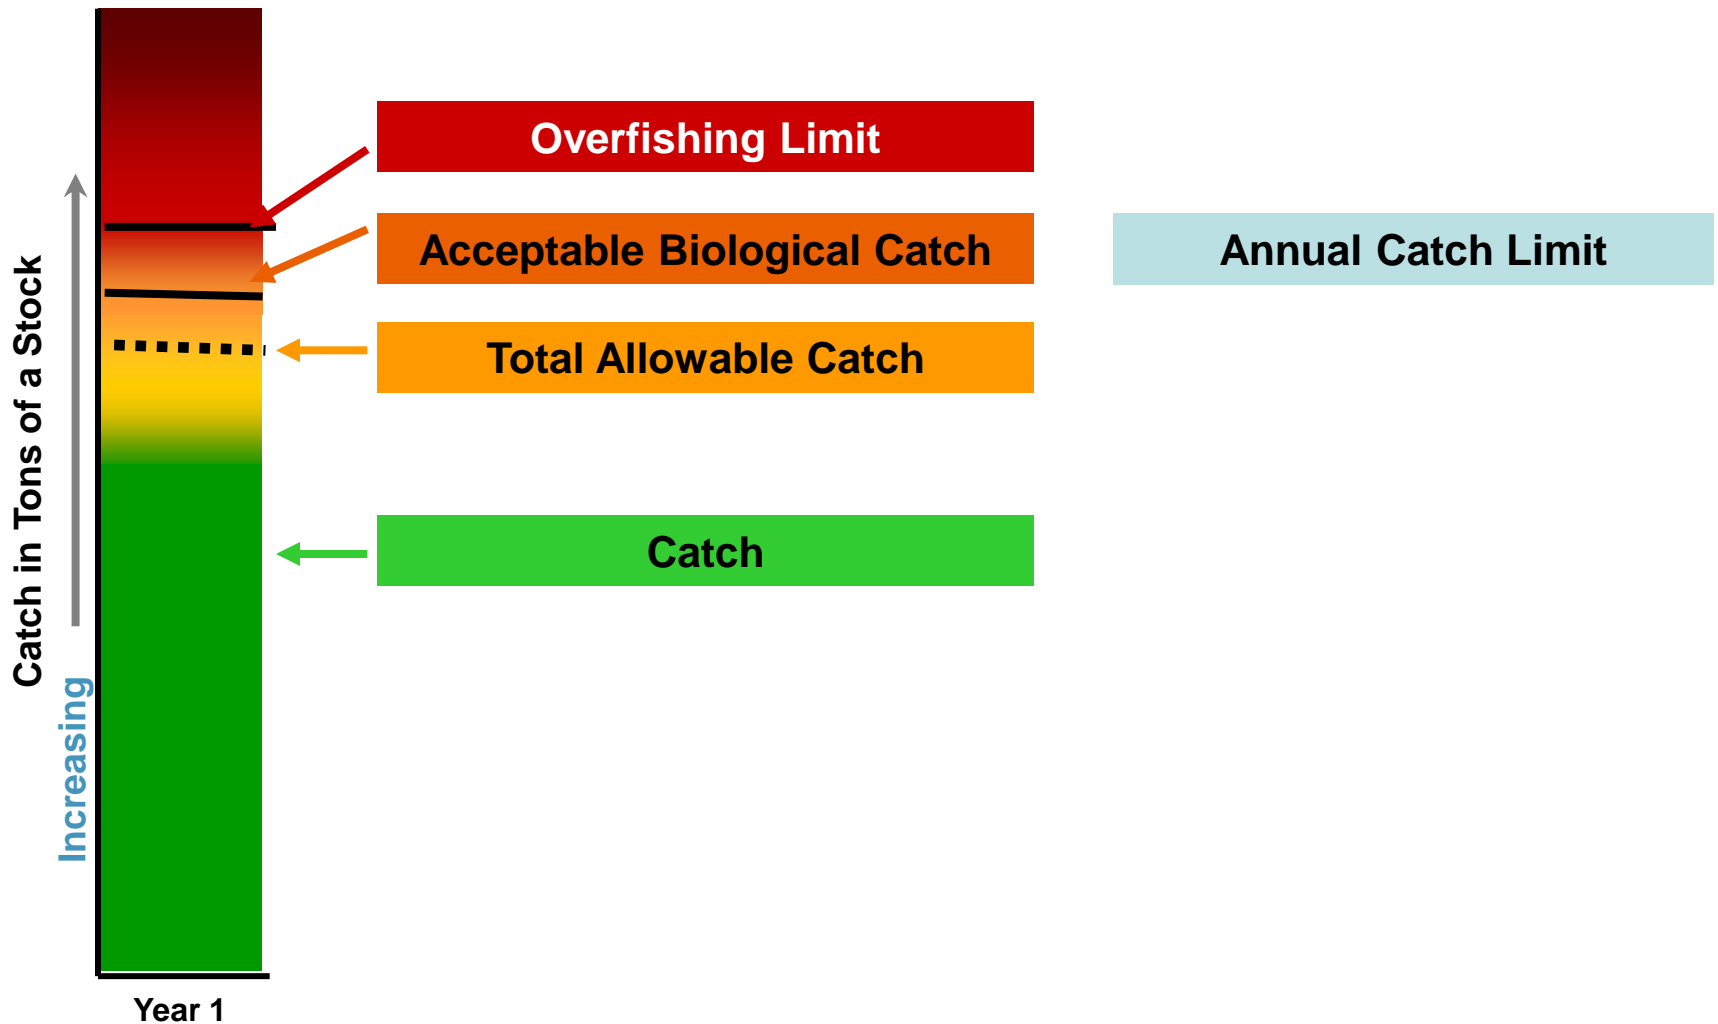 Overfishing Limit
Acceptable Biological Catch
Annual Catch Limit
Total Allowable Catch
Catch
Catch in Tons of a Stock
Increasing
Year 1